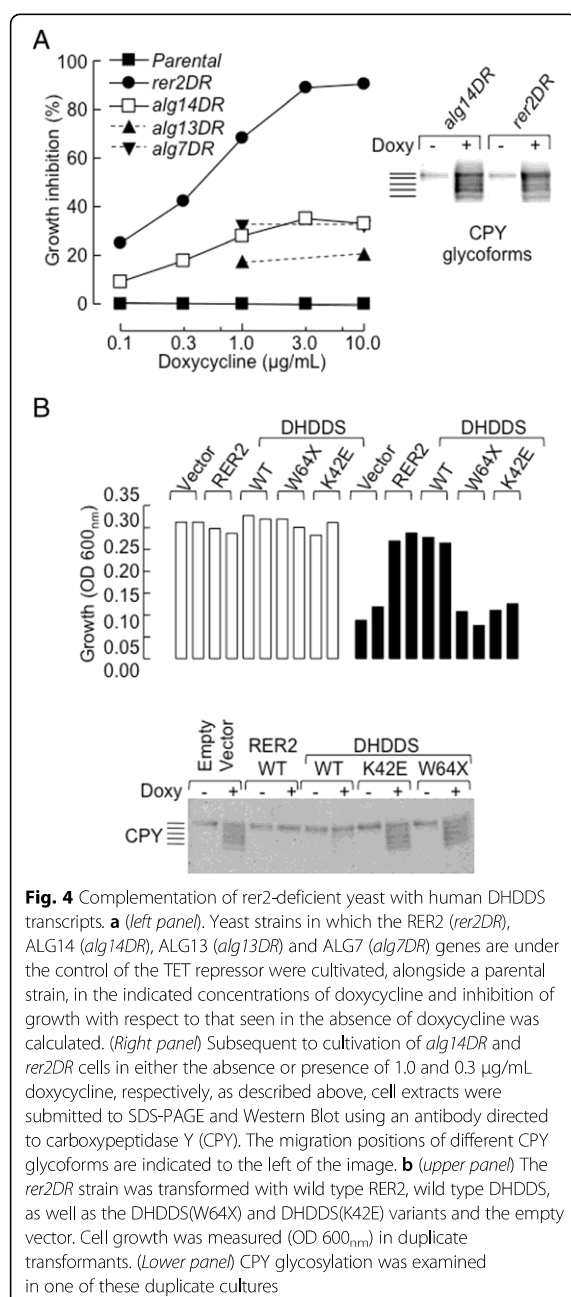 A
Parental
rer2DR
alg14DR
alg13DR
alg7DR
100
80
60
40
20
0
Growth inhibition (%)
0.1
0.3
1.0
3.0
10.0
Doxycycline (µg/mL)
alg14DR
rer2DR
Doxy - + - +
CPY
glycoforms
B
DHDDS
DHDDS
Vector
RER2
WT
W64X
K42E
Vector
RER2
WT
W64X
K42E
0.35
0.30
0.25
0.20
0.15
0.10
0.00
Growth (OD 600nm)
Empty
Vector
RER2
WT
DHDDS
WT K42E W64X
Doxy - + - + - + - + - +
CPY
Fig. 4 Complementation of rer2-deficient yeast with human DHDDS
transcripts. a (left panel). Yeast strains in which the RER2 (rer2DR),
ALG14 (alg14DR), ALG13 (alg13DR) and ALG7 (alg7DR) genes are under
the control of the TET repressor were cultivated, alongside a parental
strain, in the indicated concentrations of doxycycline and inhibition of
growth with respect to that seen in the absence of doxycycline was
calculated. (Right panel) Subsequent to cultivation of alg14DR and
rer2DR cells in either the absence or presence of 1.0 and 0.3 µg/mL
doxycycline, respectively, as described above, cell extracts were
submitted to SDS-PAGE and Western Blot using an antibody directed
to carboxypeptidase Y (CPY). The migration positions of different CPY
glycoforms are indicated to the left of the image. b (upper panel) The
rer2DR strain was transformed with wild type RER2, wild type DHDDS,
as well as the DHDDS(W64X) and DHDDS(K42E) variants and the empty
vector. Cell growth was measured (OD 600nm) in duplicate
transformants. (Lower panel) CPY glycosylation was examined
in one of these duplicate cultures